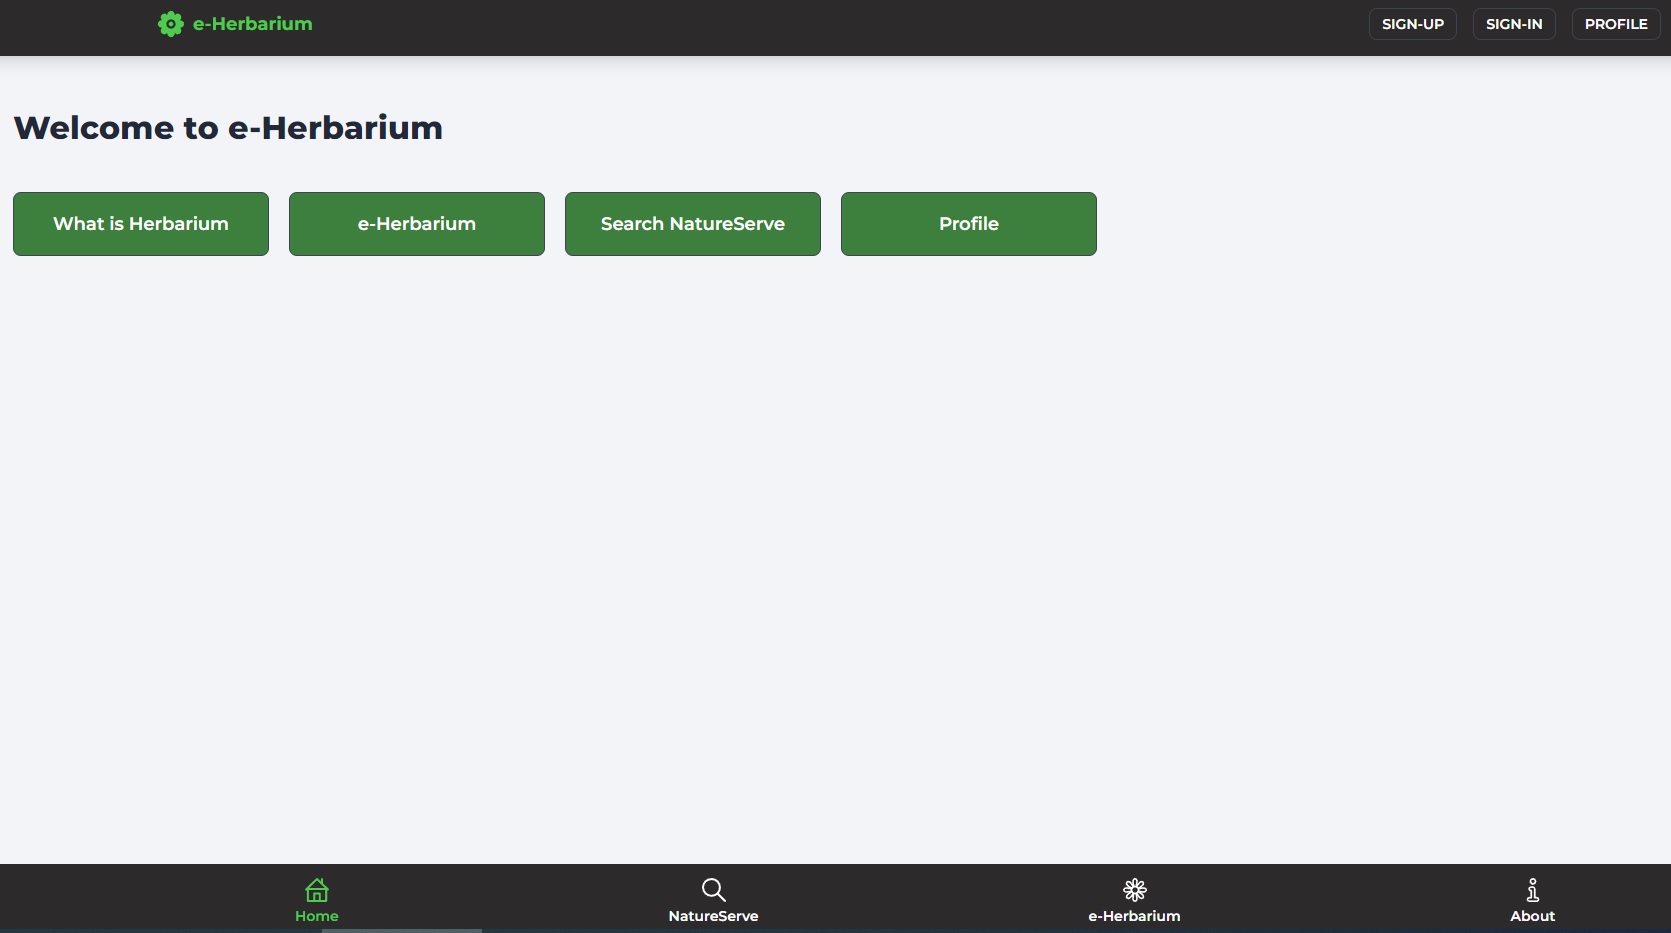 e-Herbarium
SIGN-UP
SIGN-IN
PROFILE
Welcome to e-Herbarium
What is Herbarium
e-Herbarium
Search NatureServe
Profile
Home
NatureServe
e-Herbarium
About